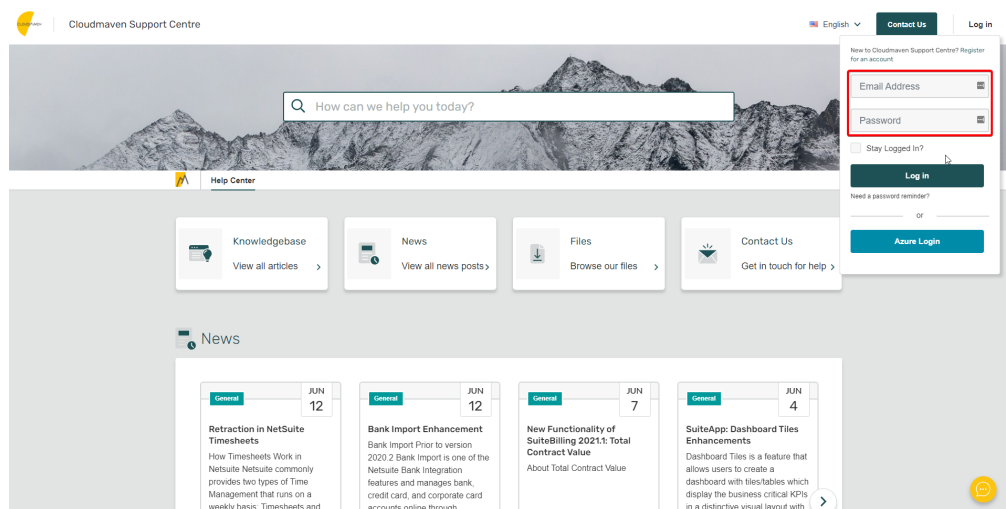 CLOUDMAVEN
Cloudmaven Support Centre
English
Contact Us
Log in
New to Cloudmaven Support Centre? Register
for an account
Email Address
Password
Stay Logged In?
Log in
Need a password reminder?
or
Azure Login
How can we help you today?
Help Center
Knowledgebase
View all articles
News
View all news posts
Files
Browse our files
Contact Us
Get in touch for help
News
General
JUN
12
Retraction in NetSuite
Timesheets
How Timesheets Work in
Netsuite Netsuite commonly
provides two types of Time
Management that runs on a
weekly basis: Timesheets and
General
JUN
12
Bank Import Enhancement
Bank Import Prior to version
2020.2 Bank Import is one of the
Netsuite Bank Integration
features and manages bank,
credit card, and corporate card
accounts online through
General
JUN
7
New Functionality of
SuiteBilling 2021.1: Total
Contract Value
About Total Contract Value
General
JUN
4
SuiteApp: Dashboard Tiles
Enhancements
Dashboard Tiles is a feature that
allows users to create a
dashboard with tiles/tables which
display the business critical KPIs
in a distinctive visual layout with